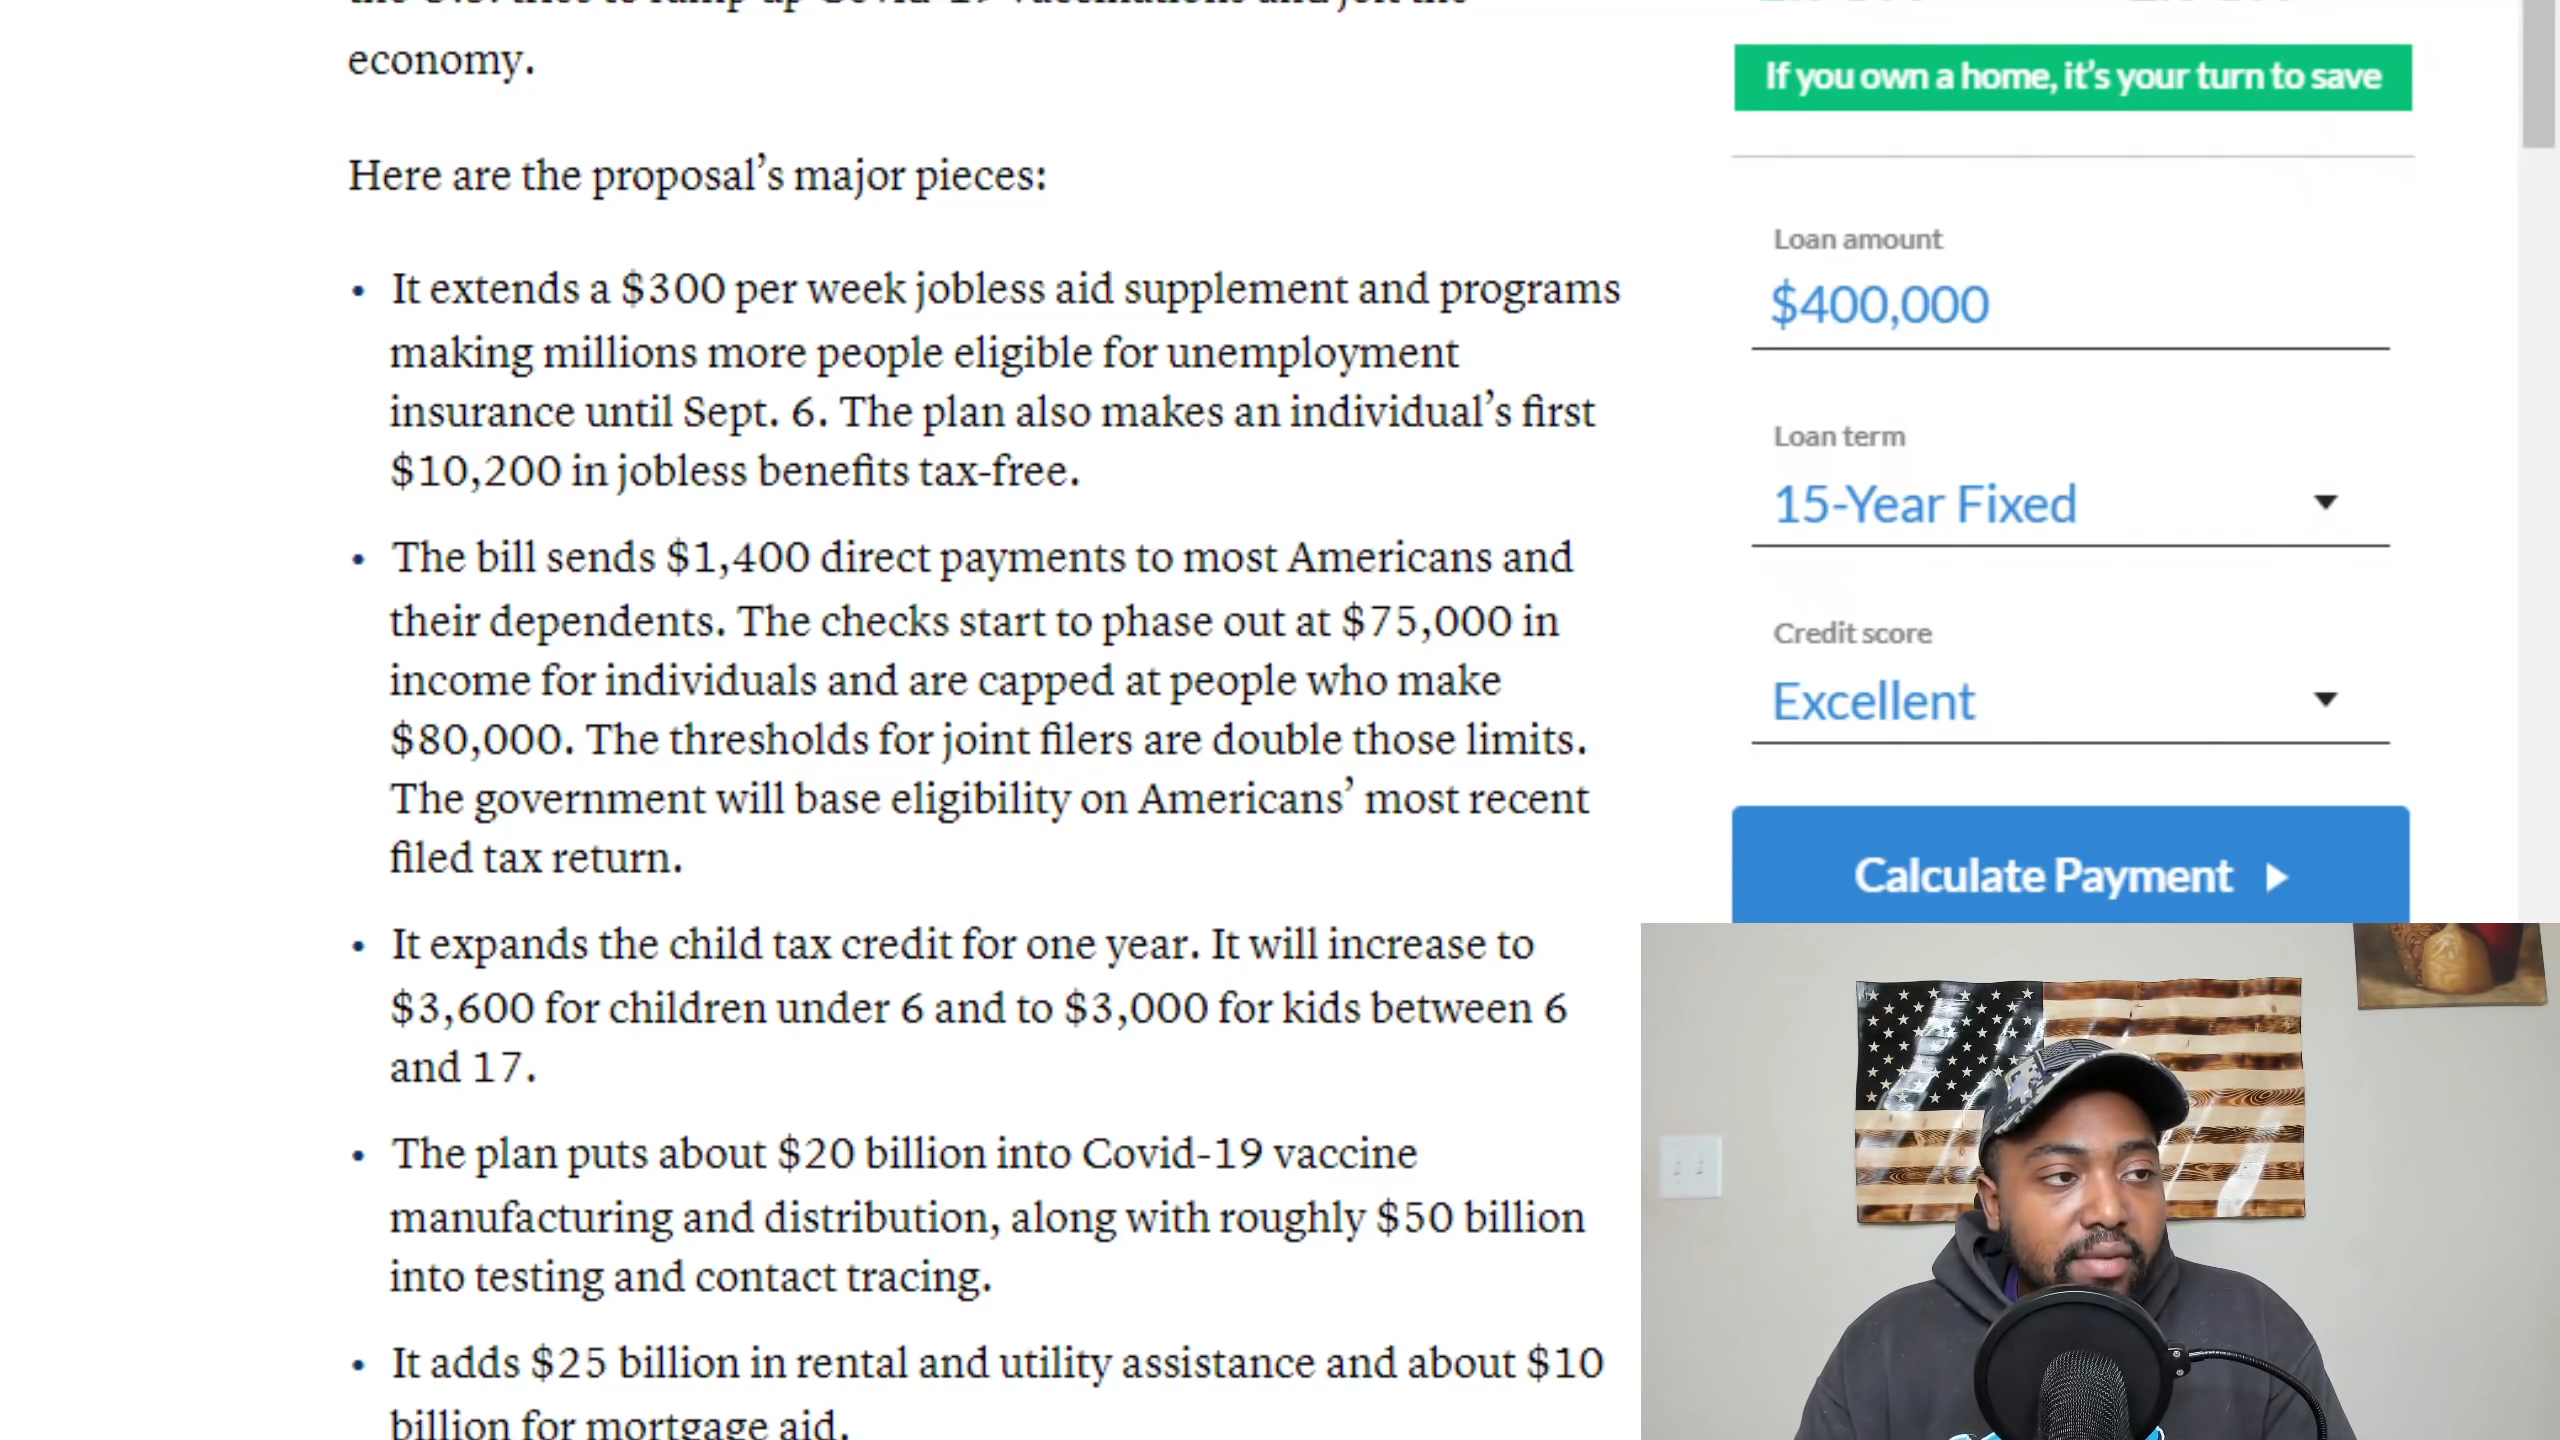 economy.
Here are the proposal’s major pieces:
• It extends a $300 per week jobless aid supplement and programs
making millions more people eligible for unemployment
insurance until Sept. 6. The plan also makes an individual’s first
$10,200 in jobless benefits tax-free.
• The bill sends $1,400 direct payments to most Americans and
their dependents. The checks start to phase out at $75,000 in
income for individuals and are capped at people who make
$80,000. The thresholds for joint filers are double those limits.
The government will base eligibility on Americans’ most recent
filed tax return.
• It expands the child tax credit for one year. It will increase to
$3,600 for children under 6 and to $3,000 for kids between 6
and 17.
• The plan puts about $20 billion into Covid-19 vaccine
manufacturing and distribution, along with roughly $50 billion
into testing and contact tracing.
• It adds $25 billion in rental and utility assistance and about $10
billion for mortgage aid.
If you own a home, it’s your turn to save
Loan amount
$400,000
Loan term
15-Year Fixed
Credit score
Excellent
Calculate Payment